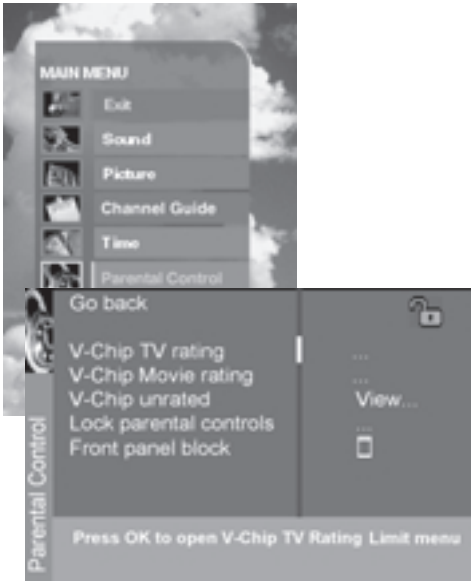 MAIN MENU
Exit
Sound
Picture
Channel Guide
Time
Parental Control
Go back
V-Chip TV rating ...
V-Chip Movie rating ...
V-Chip unrated View...
Lock parental controls ...
Front panel block
Parental Control
Press OK to open V-Chip TV Rating Limit menu